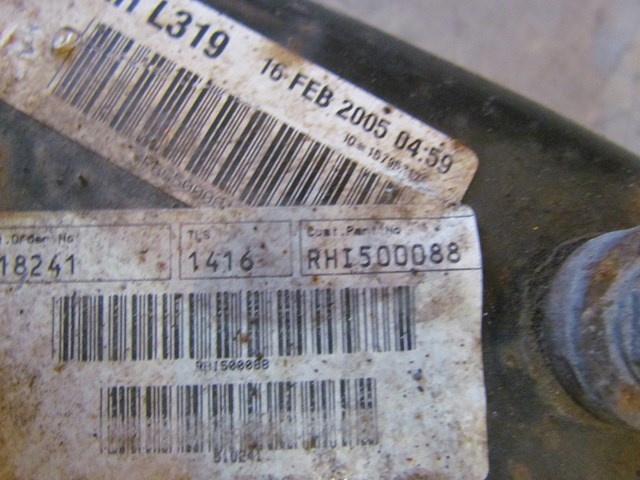 L319
16 FEB 2005 04:59
.Order No
18241
TLS
1416
Cust.Part No
RHI500088
RHI500088